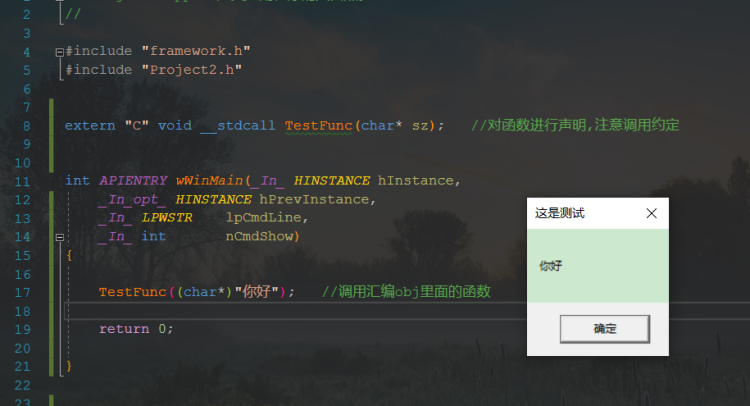 2 //
3
4 #include "framework.h"
5 #include "Project2.h"
6
7
8 extern "C" void __stdcall TestFunc(char* sz); //对函数进行声明,注意调用约定
9
10
11 int APIENTRY wWinMain(_In_ HINSTANCE hInstance,
12 _In_opt_ HINSTANCE hPrevInstance,
13 _In_ LPWSTR lpCmdLine,
14 _In_ int nCmdShow)
15 {
16
17 TestFunc((char*)"你好"); //调用汇编obj里面的函数
18
19 return 0;
20
21 }
22
23
这是测试
你好
确定